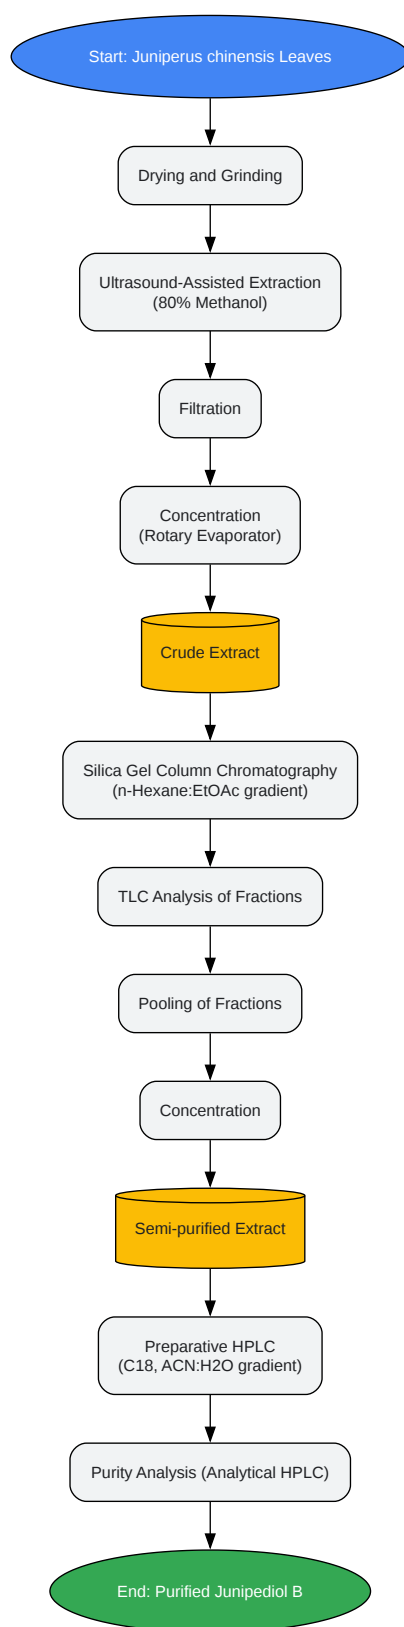 Start: Juniperus chinensis Leaves
Drying and Grinding
Ultrasound-Assisted Extraction
(80% Methanol)
Filtration
Concentration
(Rotary Evaporator)
Crude Extract
Silica Gel Column Chromatography
(n-Hexane:EtOAc gradient)
TLC Analysis of Fractions
Pooling of Fractions
Concentration
Semi-purified Extract
Preparative HPLC
(C18, ACN:H2O gradient)
Purity Analysis (Analytical HPLC)
End: Purified Junipediol B